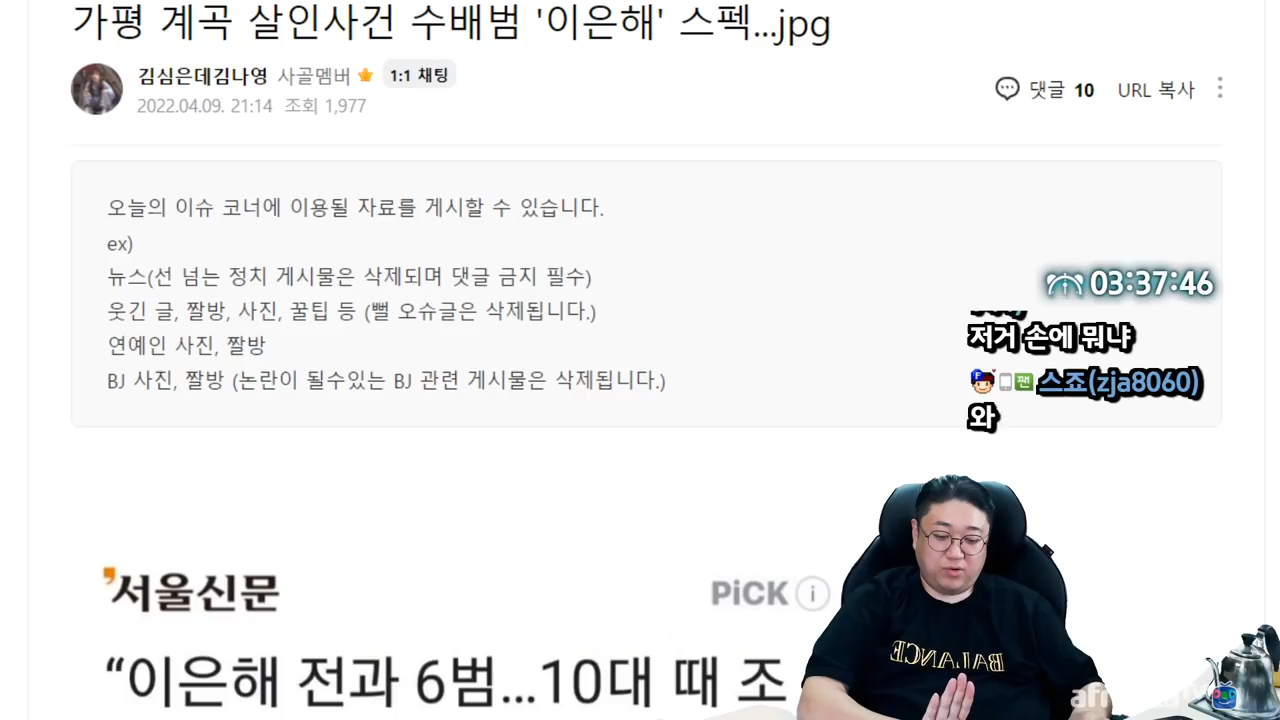 가평 계곡 살인사건 수배범 '이은해' 스펙...jpg
김심은데김나영 사골멤버 1:1 채팅
2022.04.09. 21:14 조회 1,977
댓글 10 URL 복사
오늘의 이슈 코너에 이용될 자료를 게시할 수 있습니다.
ex)
뉴스(선 넘는 정치 게시물은 삭제되며 댓글 금지 필수)
웃긴 글, 짤방, 사진, 꿀팁 등 (뻘 오슈글은 삭제됩니다.)
연예인 사진, 짤방
BJ 사진, 짤방 (논란이 될수있는 BJ 관련 게시물은 삭제됩니다.)
03:37:46
저거 손에 뭐냐
F 팬 스죠(zja8060)
와
서울신문
PiCK i
“이은해 전과 6범...10대 때 조
BALANCE